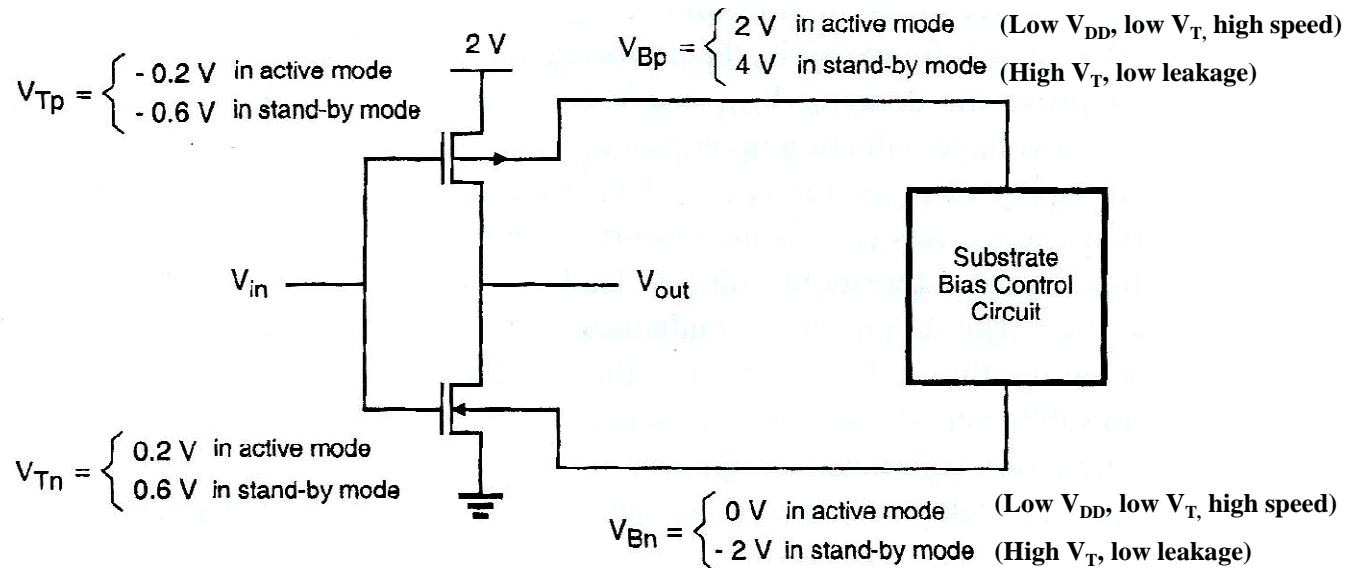 2 V
V_Bp = { 2 V in active mode (Low V_DD, low V_T, high speed)
4 V in stand-by mode (High V_T, low leakage)
V_Tp = { - 0.2 V in active mode
- 0.6 V in stand-by mode
V_in
V_out
Substrate
Bias Control
Circuit
V_Tn = { 0.2 V in active mode
0.6 V in stand-by mode
V_Bn = { 0 V in active mode (Low V_DD, low V_T, high speed)
- 2 V in stand-by mode (High V_T, low leakage)